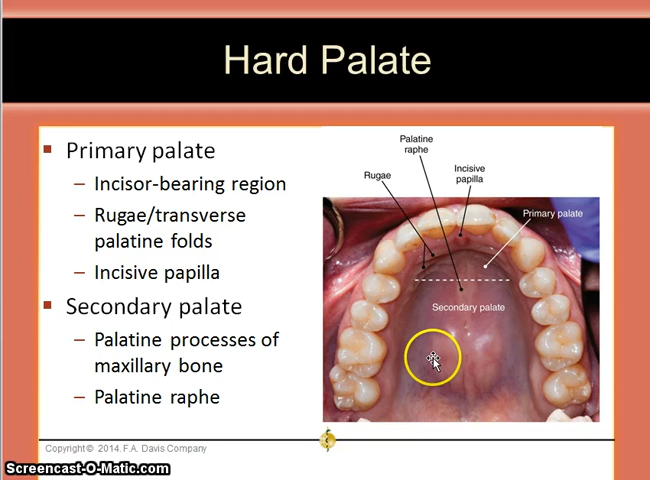 Hard Palate
Primary palate
– Incisor-bearing region
– Rugae/transverse
palatine folds
– Incisive papilla
Secondary palate
– Palatine processes of
maxillary bone
– Palatine raphe
Palatine
raphe
Rugae
Incisive
papilla
Primary palate
Secondary palate
Copyright © 2014. F.A. Davis Company
Screencast-O-Matic.com